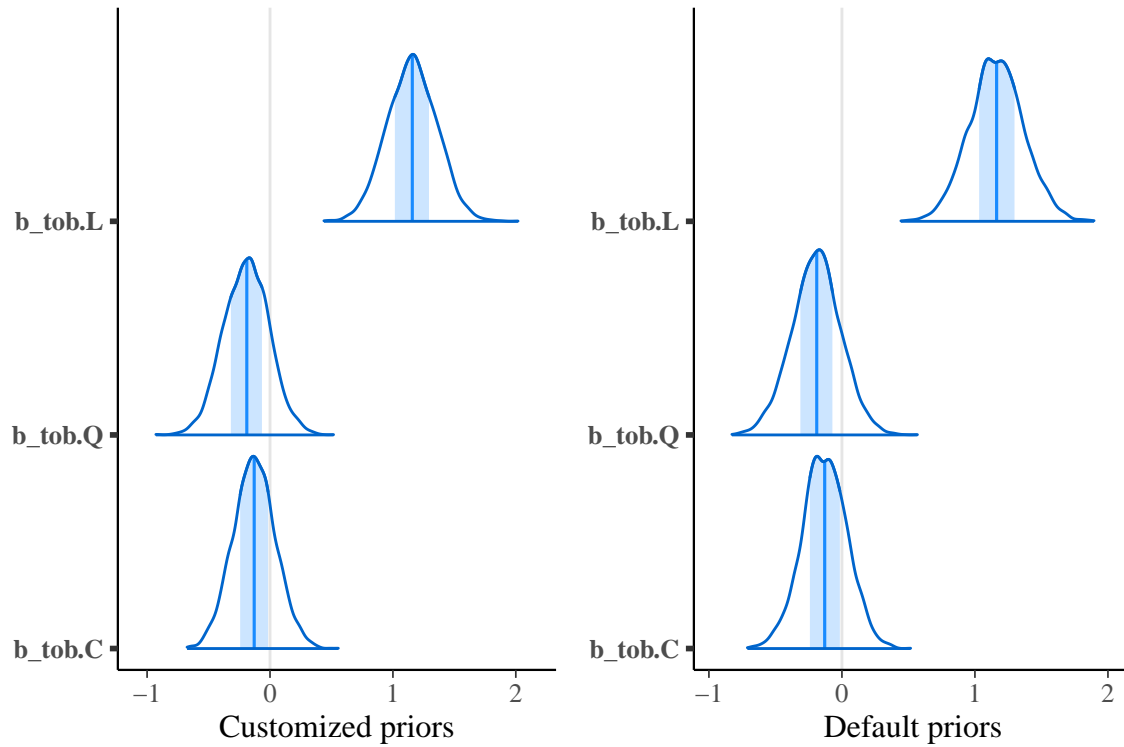 b_tob.L
b_tob.Q
b_tob.C
−1 0 1 2
Customized priors
b_tob.L
b_tob.Q
b_tob.C
−1 0 1 2
Default priors